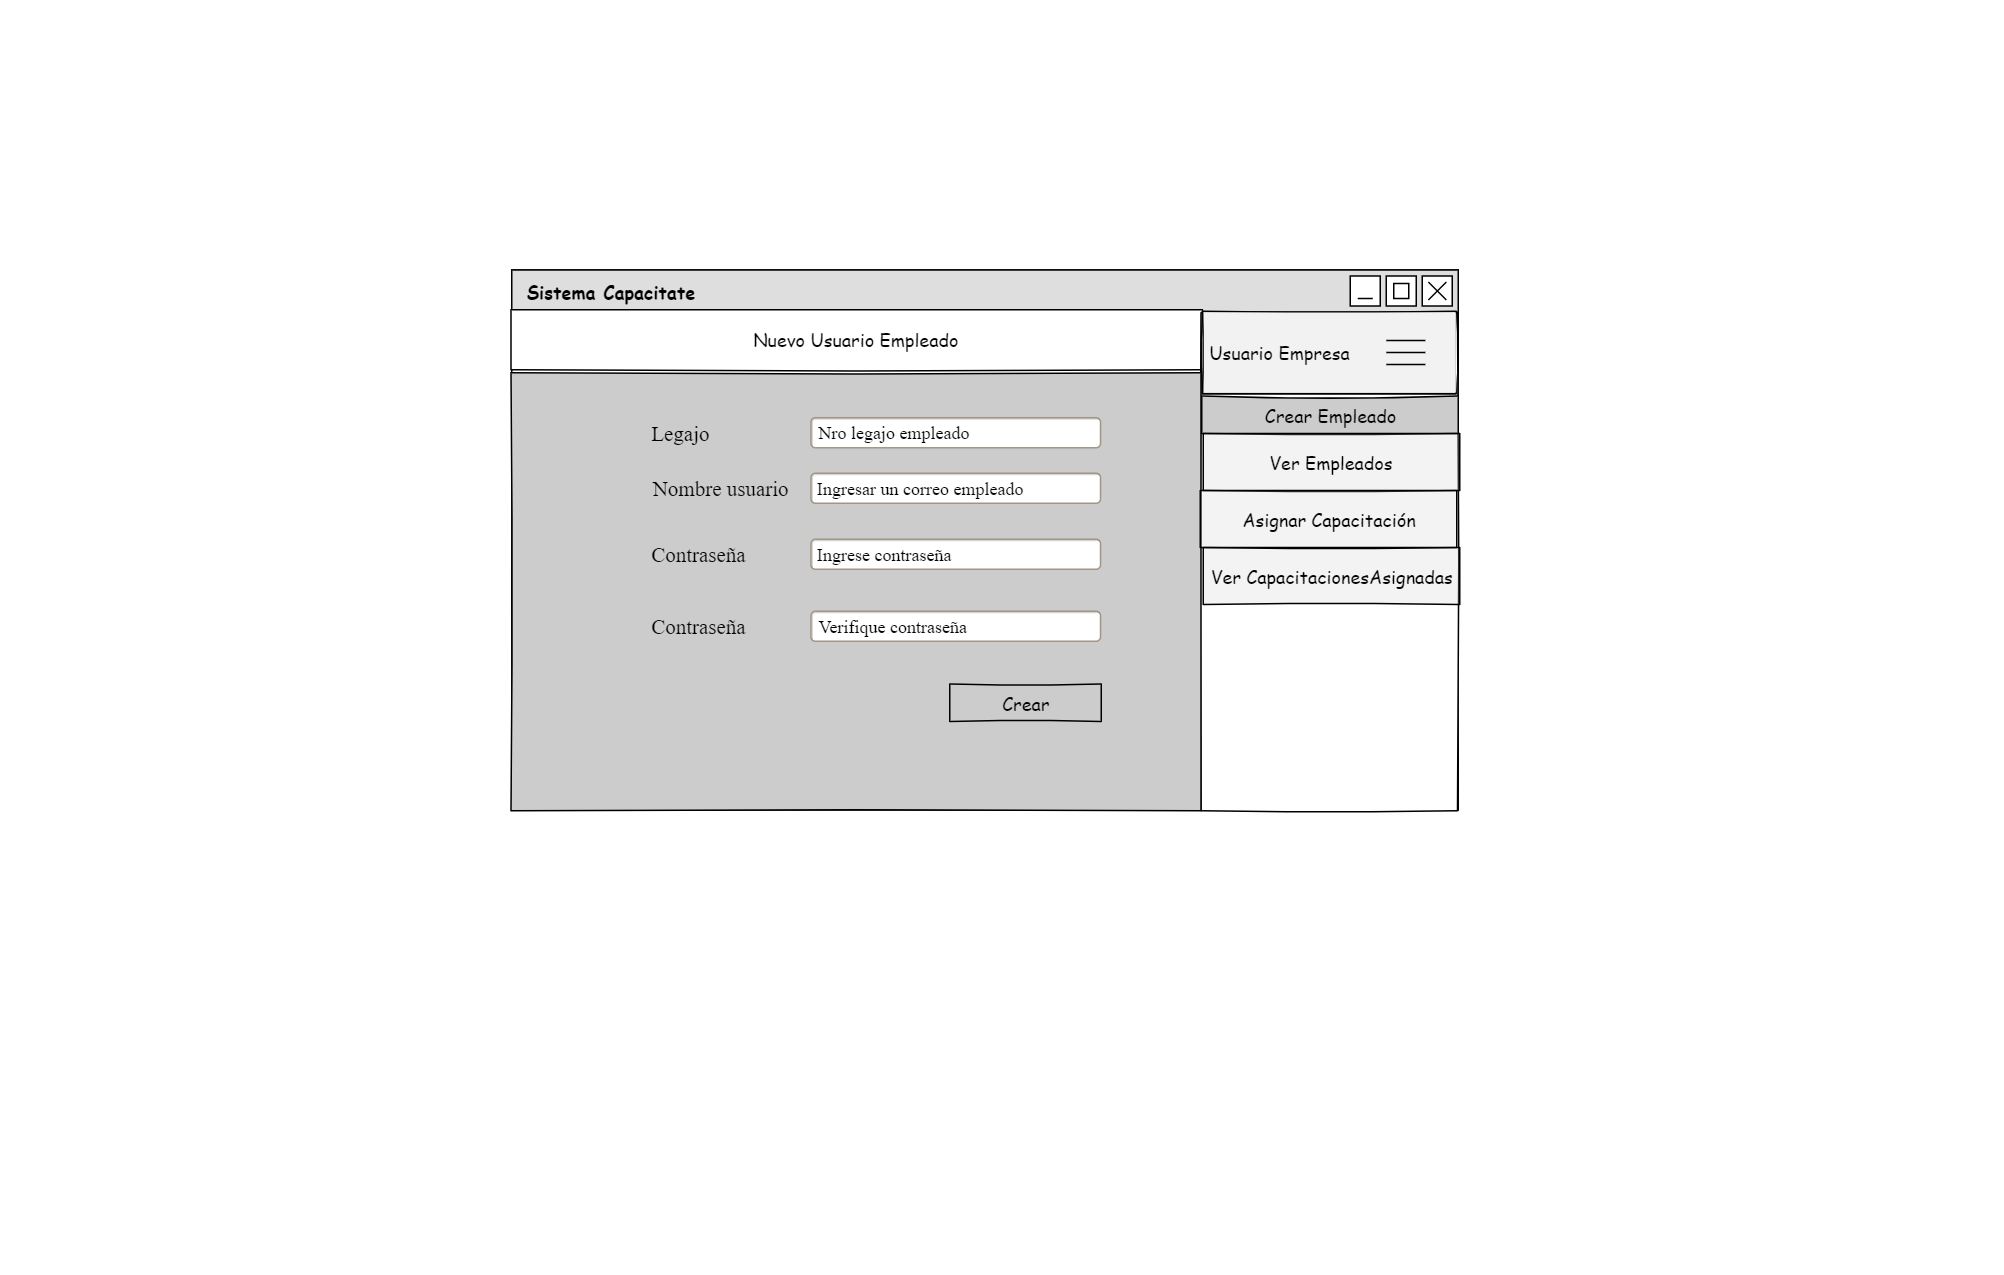 Sistema Capacitate
Nuevo Usuario Empleado
Legajo
Nro legajo empleado
Nombre usuario
Ingresar un correo empleado
Contraseña
Ingrese contraseña
Contraseña
Verifique contraseña
Crear
Usuario Empresa
Crear Empleado
Ver Empleados
Asignar Capacitación
Ver CapacitacionesAsignadas